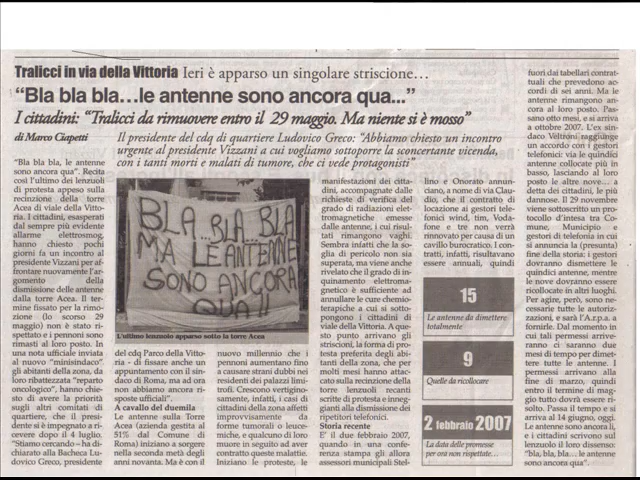 Tralicci in via della Vittoria Ieri è apparso un singolare striscione…
“Bla bla bla…le antenne sono ancora qua...”
I cittadini: “Tralicci da rimuovere entro il 29 maggio. Ma niente si è mosso”
di Marco Ciapetti
Il presidente del cdq di quartiere Ludovico Greco: “Abbiamo chiesto un incontro
urgente al presidente Vizzani a cui vogliamo sottoporre la sconcertante vicenda,
con i tanti morti e malati di tumore, che ci vede protagonisti”
“Bla bla bla, le antenne
sono ancora qua”. Recita
così l'ultimo dei lenzuoli
di protesta appeso sulla
recinzione della torre
Acea di viale della Vitto-
ria. I cittadini, esasperati
dal sempre più evidente
allarme elettrosmog,
hanno chiesto pochi
giorni fa un incontro al
presidente Vizzani per af-
frontare nuovamente l'ar-
gomento della
dismissione delle antenne
dalla torre Acea. Il ter-
mine fissato per la rimo-
zione (lo scorso 29
maggio) non è stato ri-
spettato e i pennoni sono
rimasti al loro posto. In
una nota ufficiale inviata
al nuovo “minisindaco”,
gli abitanti della zona, da
loro ribattezzata “reparto
oncologico”, hanno chie-
sto di avere la priorità
sugli altri comitati di
quartiere, che il presi-
dente si è impegnato a ri-
cevere dopo il 4 luglio.
“Stiamo cercando – ha di-
chiarato alla Bacheca Lu-
dovico Greco, presidente
BLA..BLA BLA
MA LE ANTENNE
SONO ANCORA
QUA!!
L'ultimo lenzuolo apparso sotto la torre Acea
del cdq Parco della Vitto-
ria - di fissare anche un
appuntamento con il sin-
daco di Roma, ma ad ora
non abbiamo ancora ri-
sposte ufficiali”.
A cavallo del duemila
Le antenne sulla Torre
Acea (azienda gestita al
51% dal Comune di
Roma) iniziano a sorgere
nella seconda metà degli
anni novanta. Ma è con il
nuovo millennio che i
pennoni aumentano fino
a causare strani dubbi nei
residenti dei palazzi limi-
trofi. Crescono vertigino-
samente, infatti, i casi di
cittadini della zona affetti
improvvisamente da
forme tumorali o leuce-
miche, e qualcuno di loro
muore in seguito al dram-
ma di queste malattie.
Iniziano le proteste, le
manifestazioni dei citta-
dini, accompagnate dalle
richieste di verifica del
grado di radiazioni elet-
tromagnetiche emesse
dalle antenne, i cui risul-
tati rimangono vaghi.
Sembra infatti che la so-
glia di pericolo non sia
superata, ma viene anche
rivelato che il grado di in-
quinamento elettroma-
gnetico è sufficiente ad
annullare le cure chemio-
terapiche a cui si sotto-
pongono i cittadini di
viale della Vittoria. A que-
sto punto arrivano gli
striscioni, la forma di pro-
testa preferita degli abi-
tanti della zona, che per
molti mesi hanno attac-
cato sulla recinzione della
torre lenzuoli recanti
scritte di protesta e inneg-
gianti alla dismissione dei
ripetitori telefonici.
Storia recente
E' il due febbraio 2007,
quando in una confe-
renza stampa gli allora
assessori municipali Stel-
lino e Onorato annun-
ciano, a nome di via Clau-
dio, che il contratto di
locazione ai gestori telefo-
nici wind, tim, Voda-
fone e tre non verrà
rinnovato per causa di un
cavillo burocratico. I con-
tratti, infatti, risultavano
essere annuali, quindi
15
Le antenne da dimettere
totalmente
9
Quelle da ricollocare
2 febbraio 2007
La data delle promesse
per ora non rispettate...
fuori dai tabellari contrat-
tuali che prevedono ac-
cordi di sei anni. Ma le
antenne rimangono an-
cora al loro posto. Pas-
sano otto mesi, e si arriva
a ottobre 2007. L'ex sin-
daco Veltroni raggiunge
un accordo con i gestori
telefonici: via le quindici
antenne collocate più in
basso, lasciando al loro
posto le altre nove... a
detta dei cittadini, le più
dannose. Il 29 novembre
viene sottoscritto un pro-
tocollo d'intesa tra Co-
mune, Municipio e
gestori di telefonia in cui
si annuncia la (presunta)
fine della storia: i gestori
dovranno dismettere le
quindici antenne, mentre
le nove dovranno essere
ricollocate in altri luoghi.
Per agire, però, sono ne-
cessarie tutte le autoriz-
zazioni, e sarà l'A.r.p.a. a
fornirle. Dal momento in
cui tali permessi arrive-
ranno ci saranno due
mesi di tempo per dimet-
tere tutte le antenne. I
permessi arrivano alla
fine di marzo, quindi
entro il termine di mag-
gio tutto dovrà essere ri-
solto. Passa il tempo e si
arriva al 14 giugno, oggi.
Le antenne sono ancora lì,
e i cittadini scrivono sul
lenzuolo il loro dissenso:
“bla, bla, bla... le antenne
sono ancora qua”.